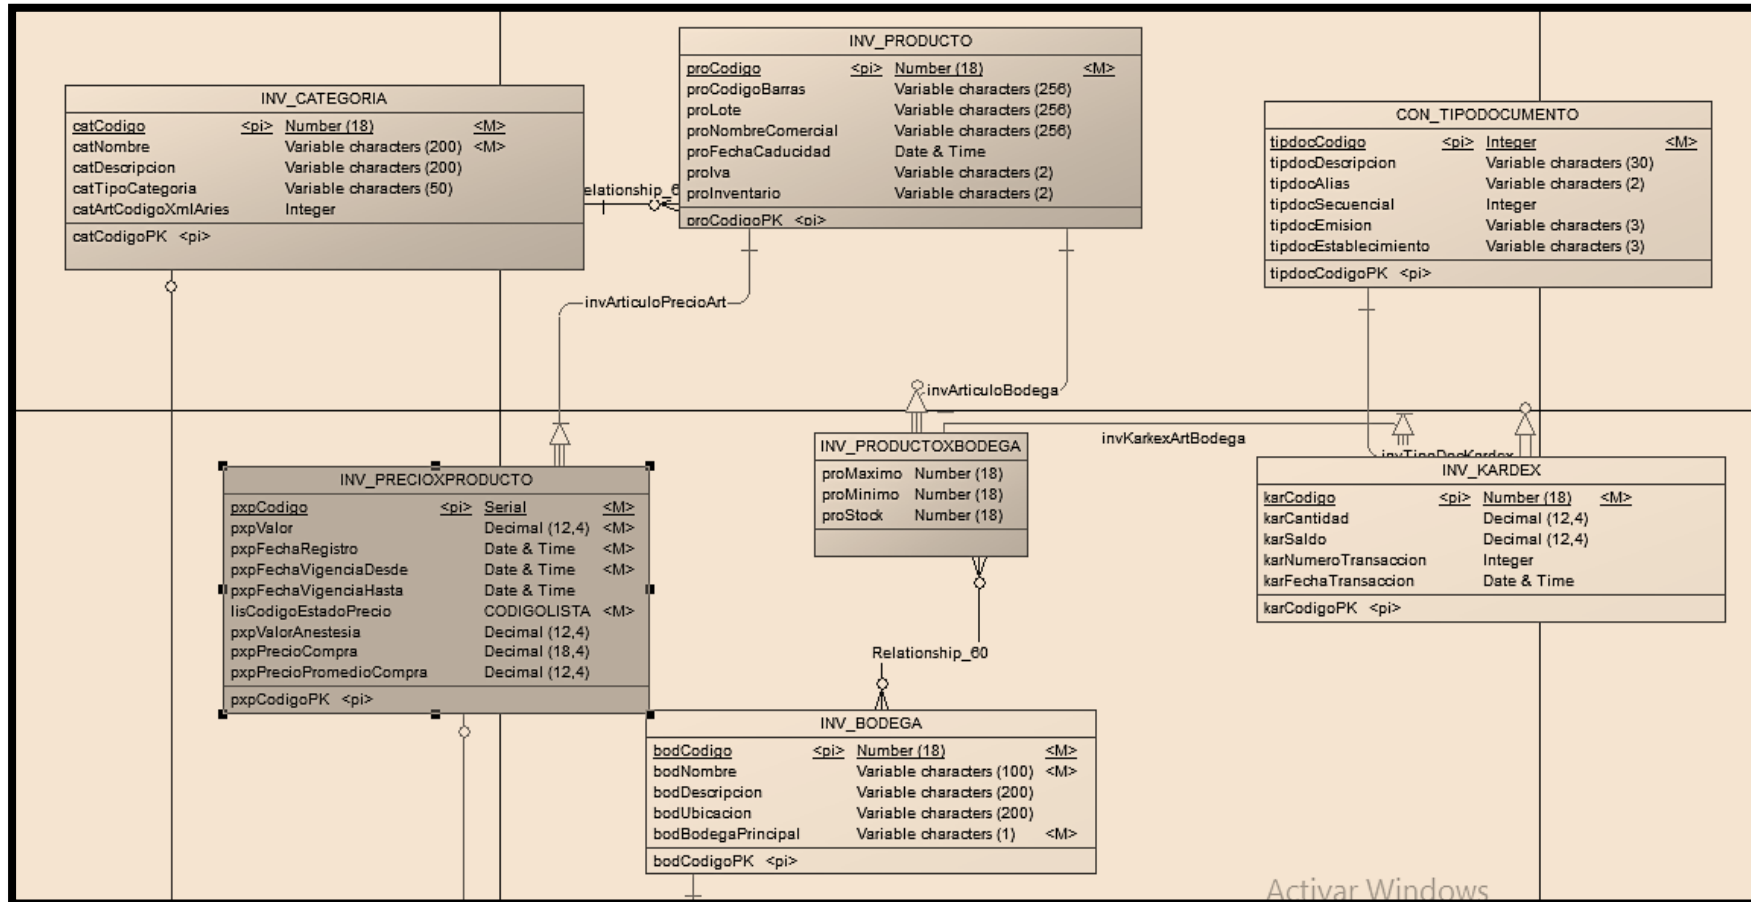 INV_PRODUCTO
proCodigo <pi> Number (18) <M>
proCodigoBarras Variable characters (256)
proLote Variable characters (256)
proNombreComercial Variable characters (256)
proFechaCaducidad Date & Time
proIva Variable characters (2)
proInventario Variable characters (2)
proCodigoPK <pi>
INV_CATEGORIA
catCodigo <pi> Number (18) <M>
catNombre Variable characters (200) <M>
catDescripcion Variable characters (200)
catTipoCategoria Variable characters (50)
catArtCodigoXmlAries Integer
catCodigoPK <pi>
elationship_6
CON_TIPODOCUMENTO
tipdocCodigo <pi> Integer <M>
tipdocDescripcion Variable characters (30)
tipdocAlias Variable characters (2)
tipdocSecuencial Integer
tipdocEmision Variable characters (3)
tipdocEstablecimiento Variable characters (3)
tipdocCodigoPK <pi>
invArticuloPrecioArt
invArticuloBodega
invKarkexArtBodega
invTipoDocKardex
INV_PRODUCTOXBODEGA
proMaximo Number (18)
proMinimo Number (18)
proStock Number (18)
INV_PRECIOXPRODUCTO
pxpCodigo <pi> Serial <M>
pxpValor Decimal (12,4) <M>
pxpFechaRegistro Date & Time <M>
pxpFechaVigenciaDesde Date & Time <M>
pxpFechaVigenciaHasta Date & Time
lisCodigoEstadoPrecio CODIGOLISTA <M>
pxpValorAnestesia Decimal (12,4)
pxpPrecioCompra Decimal (18,4)
pxpPrecioPromedioCompra Decimal (12,4)
pxpCodigoPK <pi>
INV_KARDEX
karCodigo <pi> Number (18) <M>
karCantidad Decimal (12,4)
karSaldo Decimal (12,4)
karNumeroTransaccion Integer
karFechaTransaccion Date & Time
karCodigoPK <pi>
Relationship_60
INV_BODEGA
bodCodigo <pi> Number (18) <M>
bodNombre Variable characters (100) <M>
bodDescripcion Variable characters (200)
bodUbicacion Variable characters (200)
bodBodegaPrincipal Variable characters (1) <M>
bodCodigoPK <pi>
Activar Windows